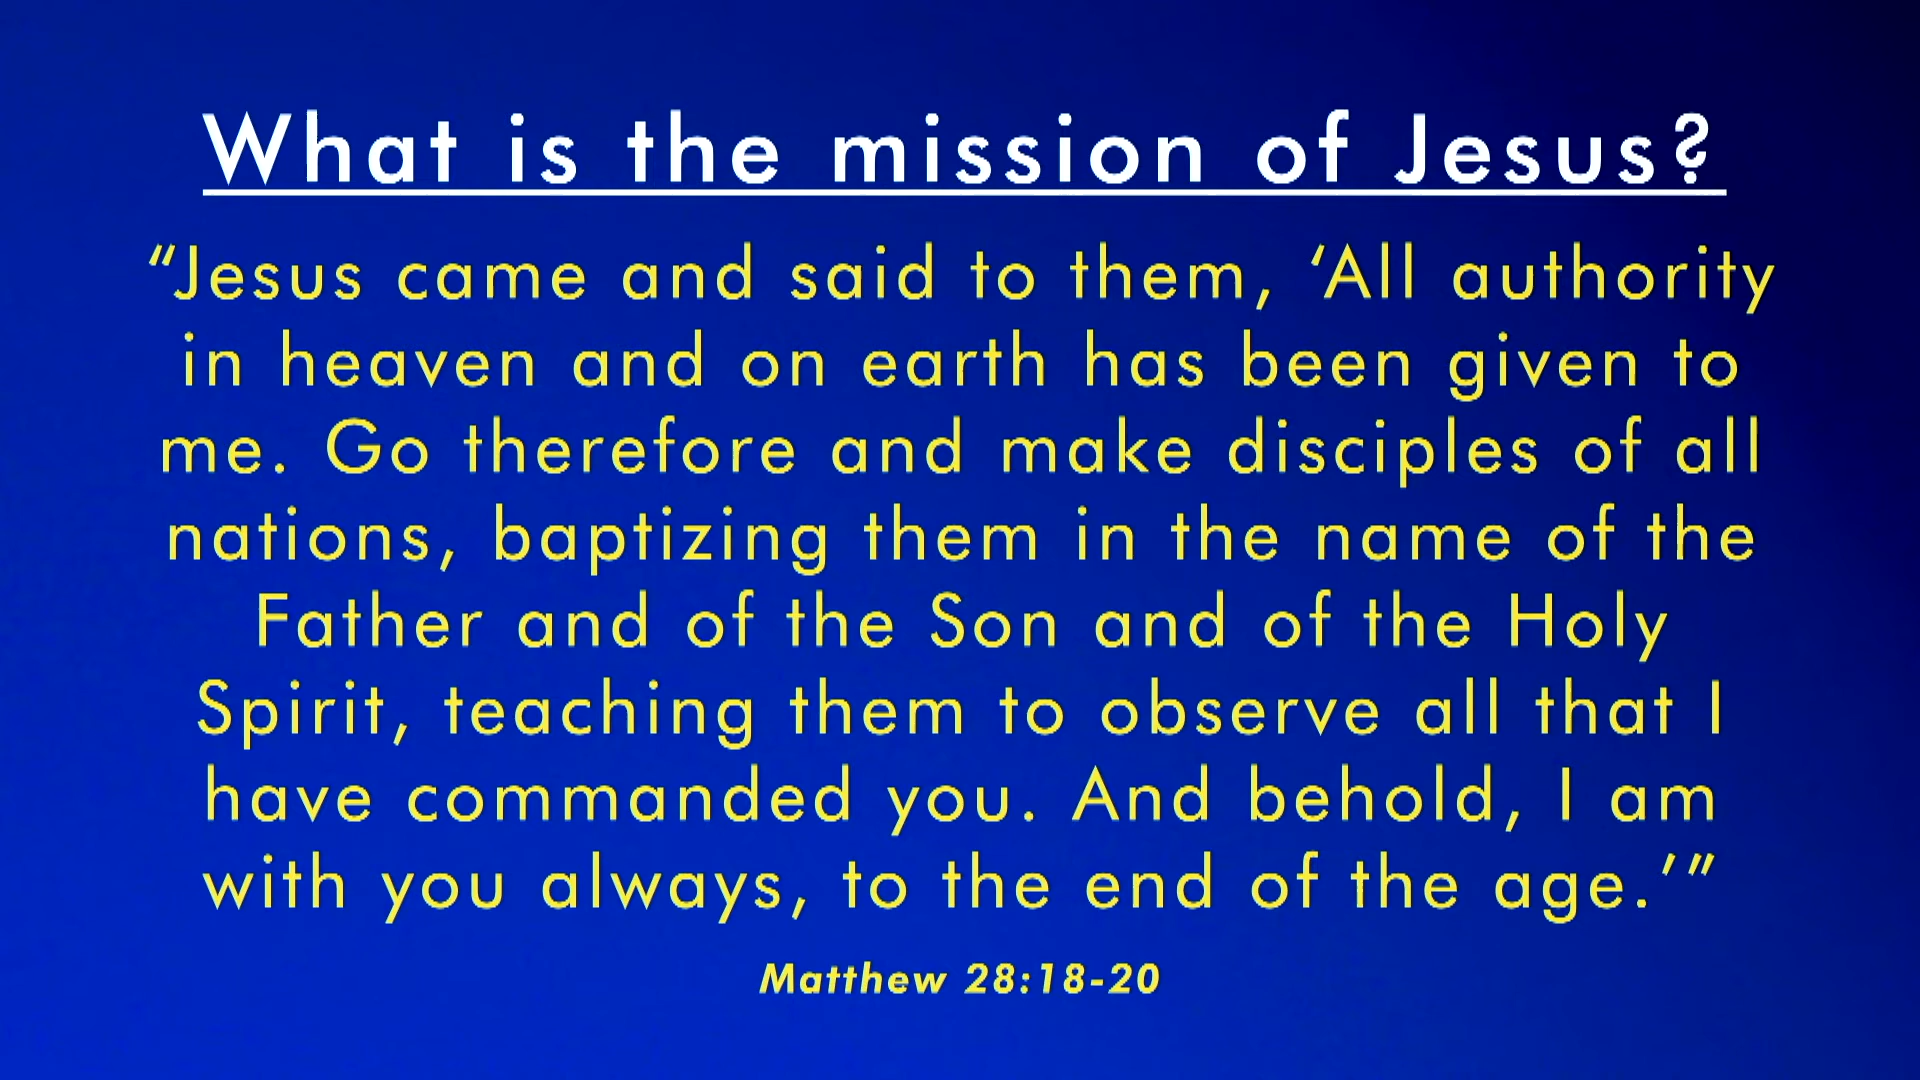 What is the mission of Jesus?
“Jesus came and said to them, ‘All authority
in heaven and on earth has been given to
me. Go therefore and make disciples of all
nations, baptizing them in the name of the
Father and of the Son and of the Holy
Spirit, teaching them to observe all that I
have commanded you. And behold, I am
with you always, to the end of the age.’”
Matthew 28:18-20